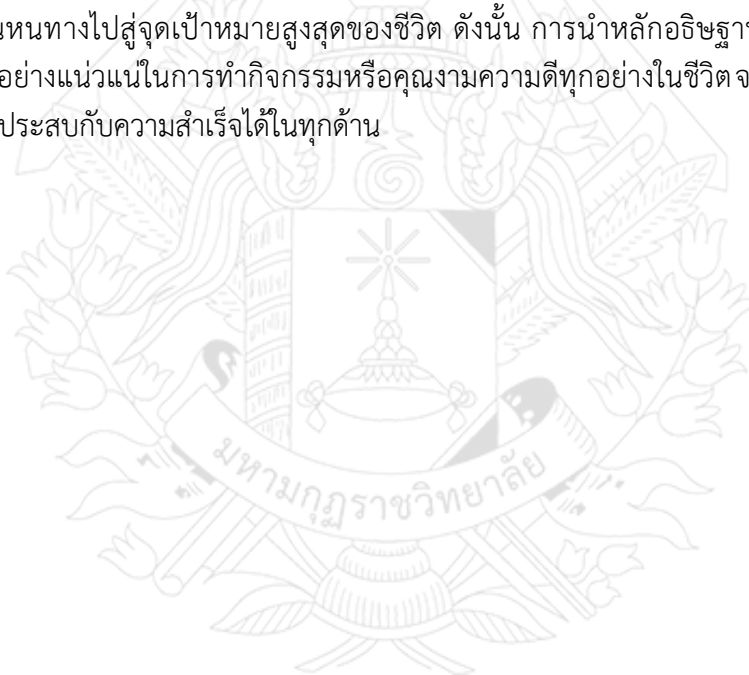 นหนทางไปสู่จุดเป้าหมายสูงสุดของชีวิต ดังนั้น การนำหลักอธิษฐาน
อย่างแน่วแน่ในการทำกิจกรรมหรือคุณงามความดีทุกอย่างในชีวิต จ
ประสบกับความสำเร็จได้ในทุกด้าน
มหามกุฏราชวิทยาลัย